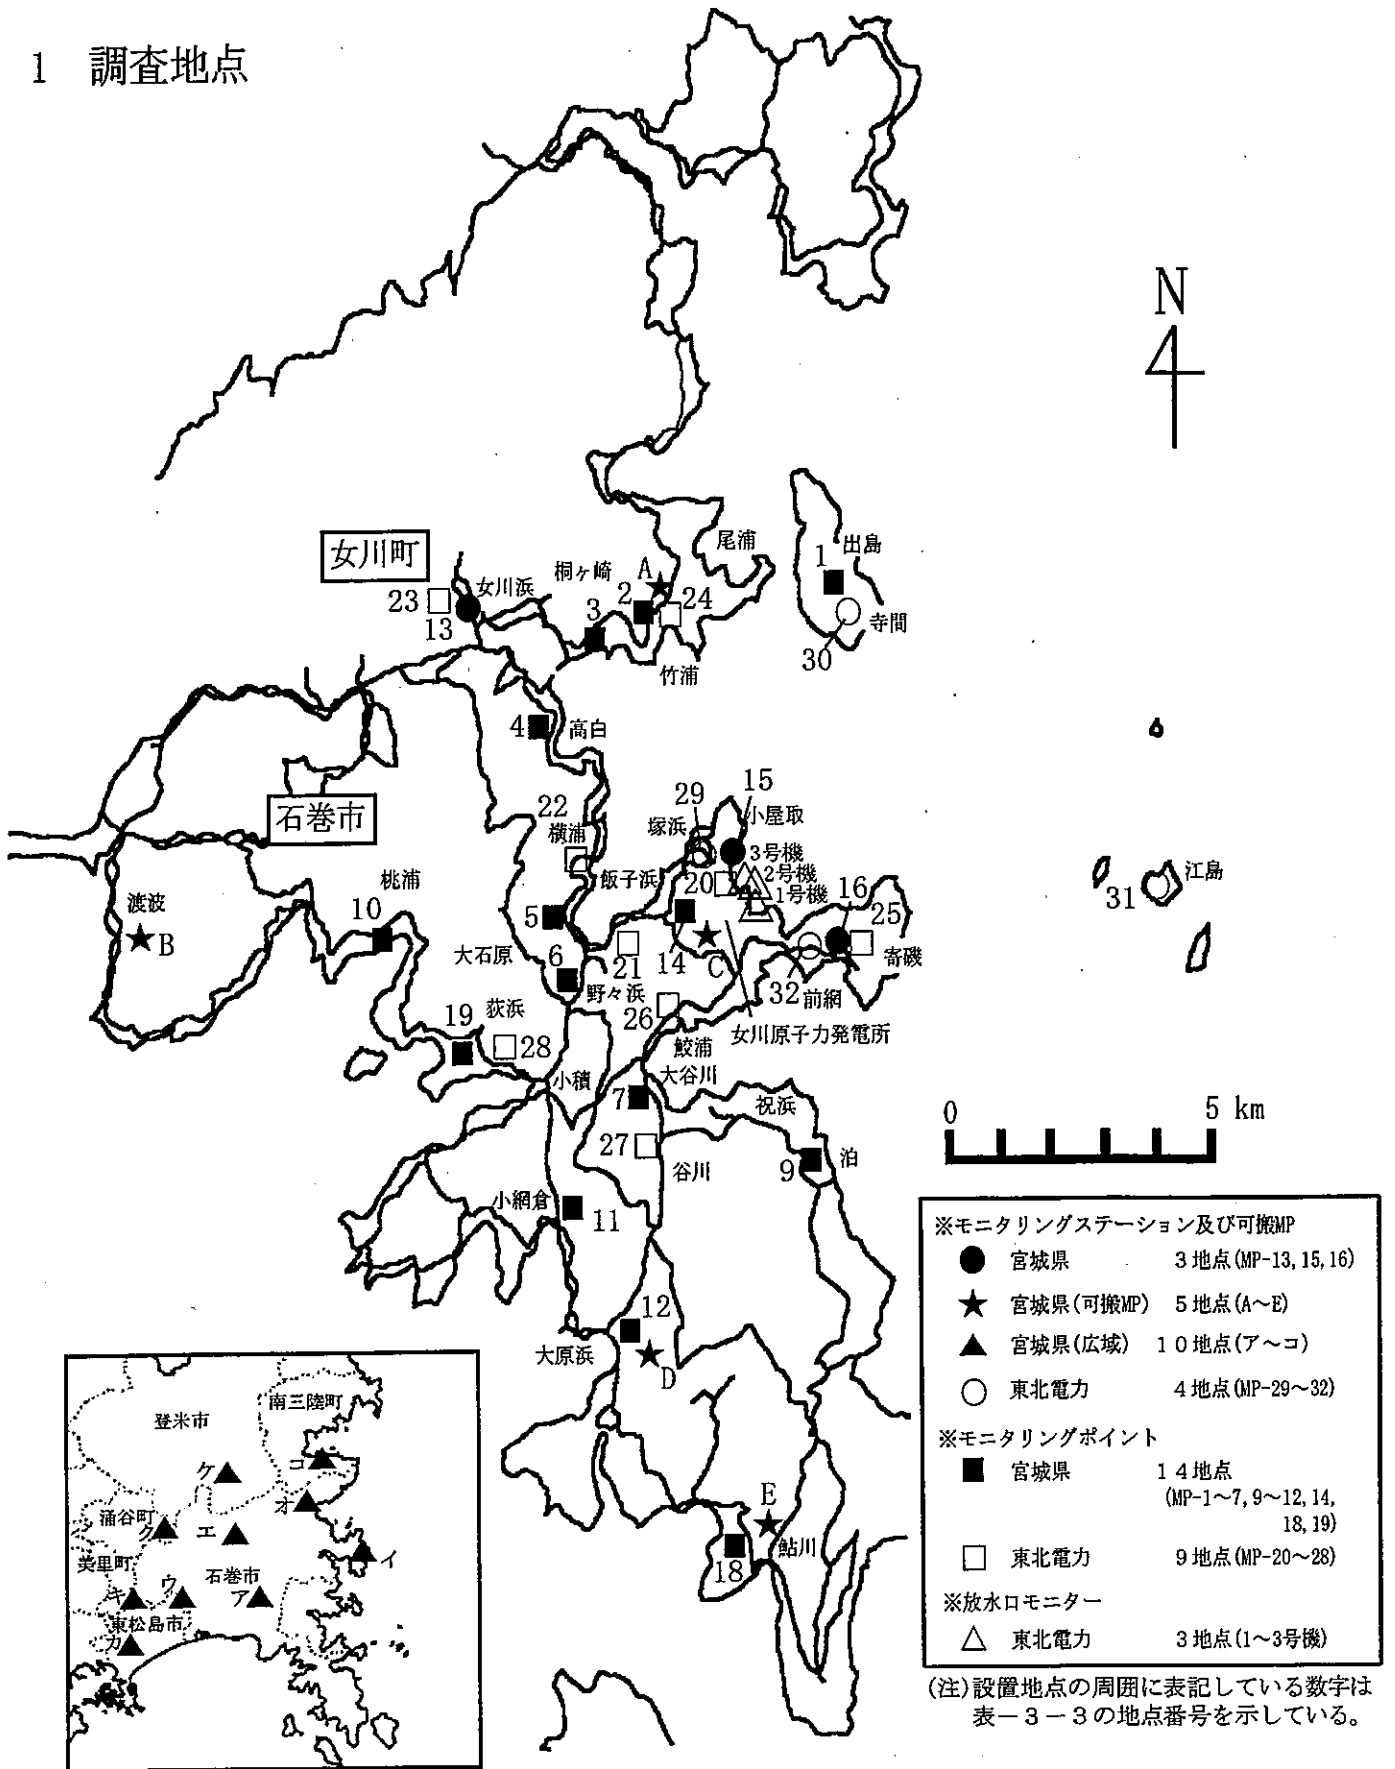 1 調査地点
N
女川町
23
13
女川浜
桐ヶ崎
A
2
3
24
尾浦
竹浦
1
出島
寺間
30
4
高白
石巻市
22
横浦
飯子浜
29
15
塚浜
小屋取
20
3号機
2号機
1号機
16
25
寄磯
31
江島
渡波
B
桃浦
10
5
大石原
6
野々浜
21
14
C
32
前網
26
鮫浦
女川原子力発電所
荻浜
19
28
小積
大谷川
7
祝浜
27
谷川
9
泊
0 5 km
小網倉
11
12
大原浜
D
E
18
鮎川
南三陸町
登米市
コ
ケ
オ
涌谷町
ク
エ
イ
美里町
石巻市
キ
ウ
ア
東松島市
カ
※モニタリングステーション及び可搬MP
宮城県 3地点(MP-13,15,16)
宮城県(可搬MP) 5地点(A～E)
宮城県(広域) 10地点(ア～コ)
東北電力 4地点(MP-29～32)
※モニタリングポイント
宮城県 14地点
(MP-1～7,9～12,14,
18,19)
東北電力 9地点(MP-20～28)
※放水口モニター
東北電力 3地点(1～3号機)
(注)設置地点の周囲に表記している数字は
表－3－3の地点番号を示している。